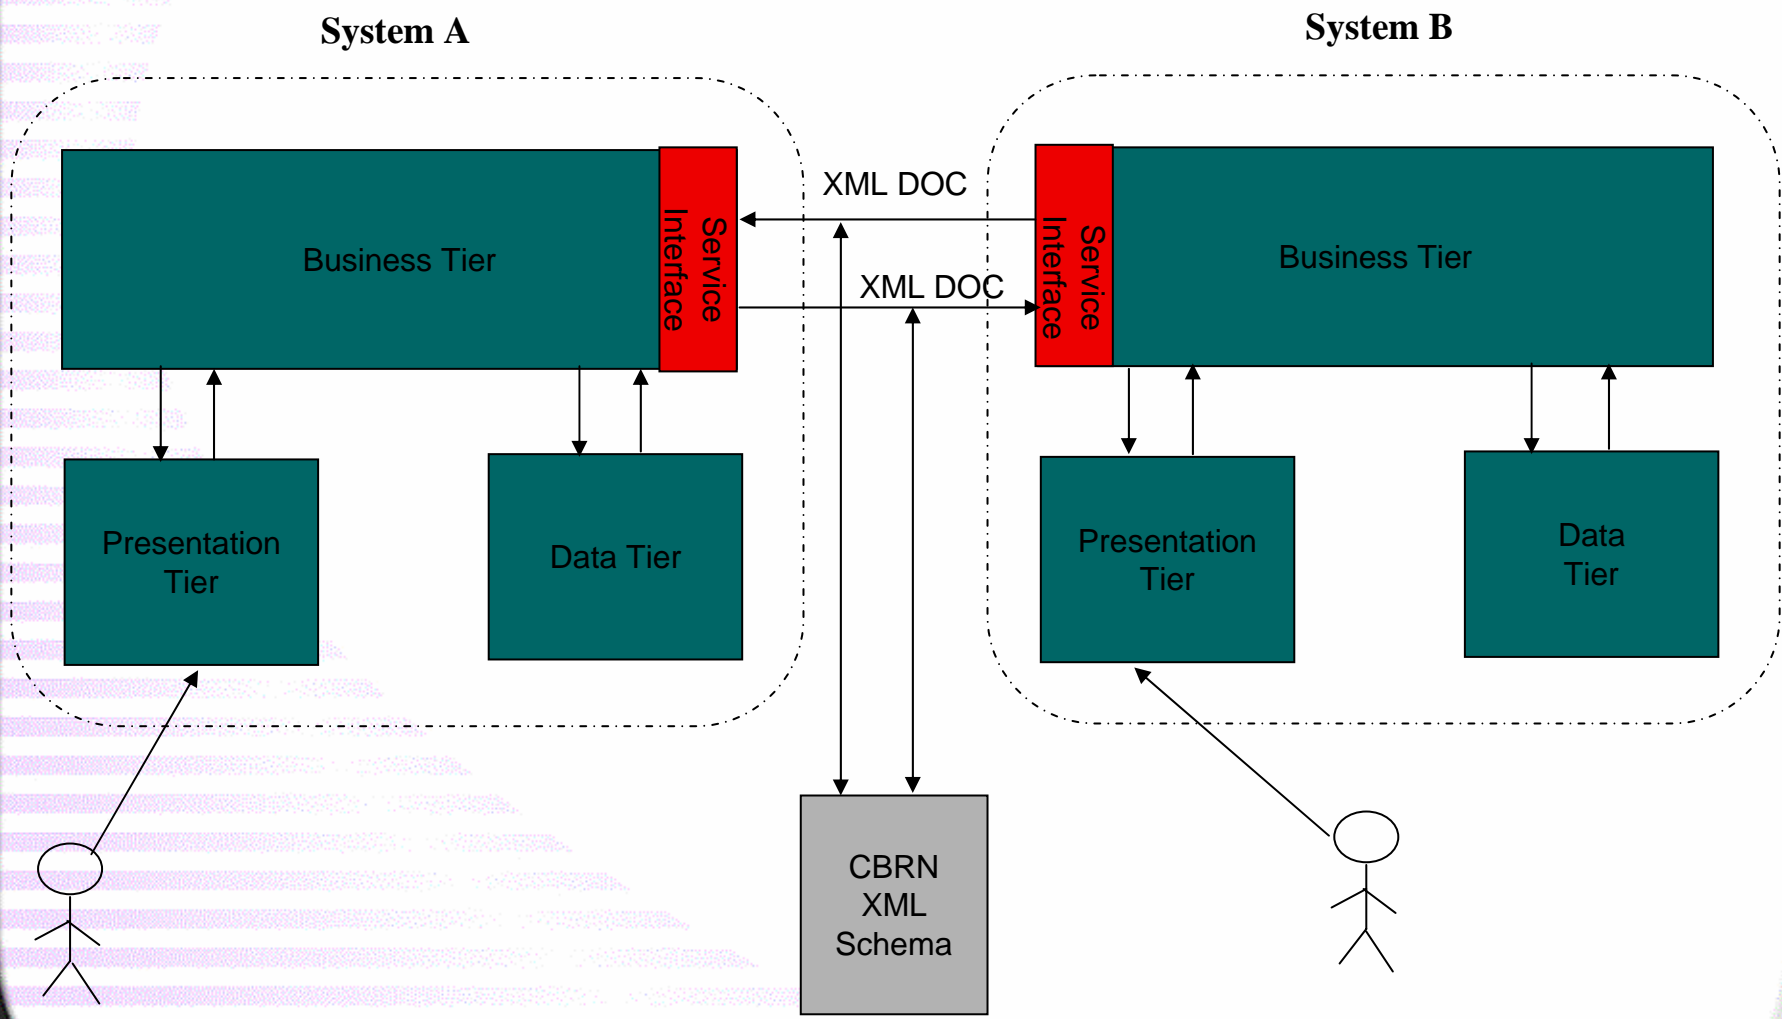 System A
System B
Business Tier
Service
Interface
XML DOC
XML DOC
Service
Interface
Business Tier
Presentation
Tier
Data Tier
Presentation
Tier
Data
Tier
CBRN
XML
Schema